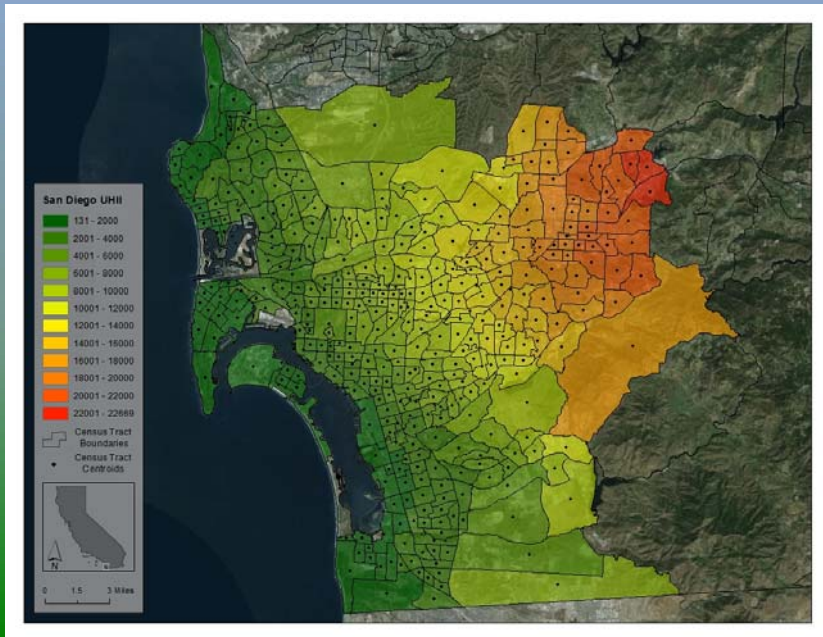 San Diego UHII
131 - 2000
2001 - 4000
4001 - 6000
6001 - 8000
8001 - 10000
10001 - 12000
12001 - 14000
14001 - 16000
16001 - 18000
18001 - 20000
20001 - 22000
22001 - 22669
Census Tract
Boundaries
Census Tract
Centroids
N
0 1.5 3 Miles